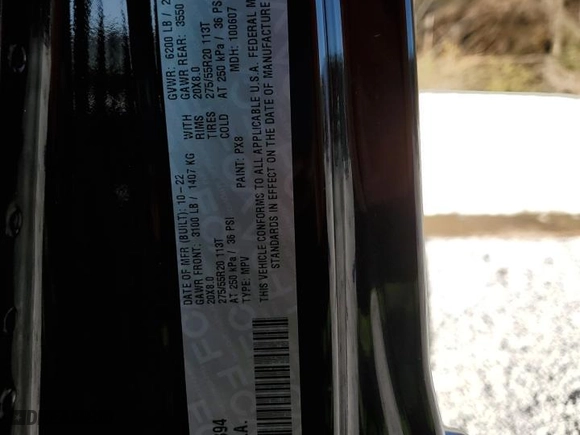 DATE OF MFR (BUILT): 10-22 GVWR: 6200 LB / 2
GAWR FRONT: 3100 LB / 1407 KG WITH GAWR REAR: 3550
20X8.0 RIMS 20X8.0
275/55R20 113T TIRES 275/55R20 113T
AT 250 kPa / 36 PSI COLD AT 250 kPa / 36 PSI
TYPE: MPV PAINT: PX8 MDH: 100607
THIS VEHICLE CONFORMS TO ALL APPLICABLE U.S.A. FEDERAL M
STANDARDS IN EFFECT ON THE DATE OF MANUFACTURE
94
.A.